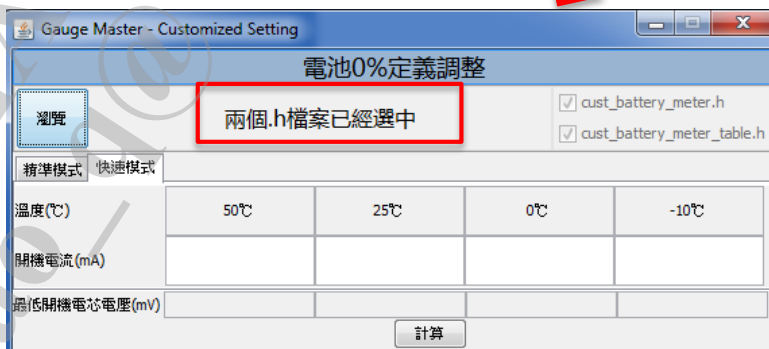 Gauge Master - Customized Setting
電池0%定義調整
瀏覽
兩個.h檔案已經選中
cust_battery_meter.h
cust_battery_meter_table.h
精準模式 快速模式
溫度(℃) 50℃ 25℃ 0℃ -10℃
開機電流(mA)
最低開機電芯電壓(mV)
計算